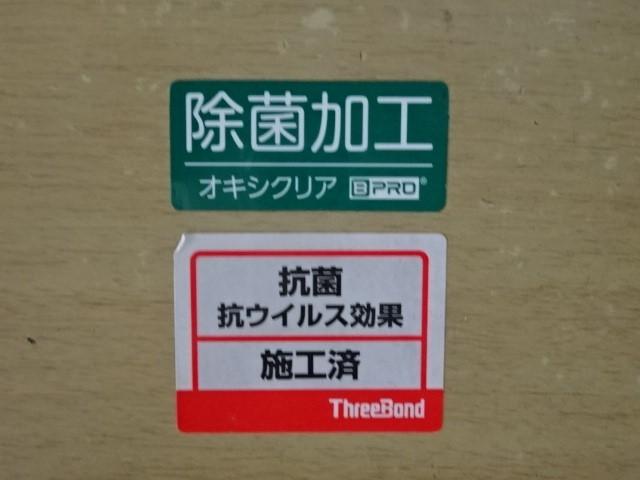 除菌加工
オキシクリア BPRO®
抗菌
抗ウイルス効果
施工済
ThreeBond